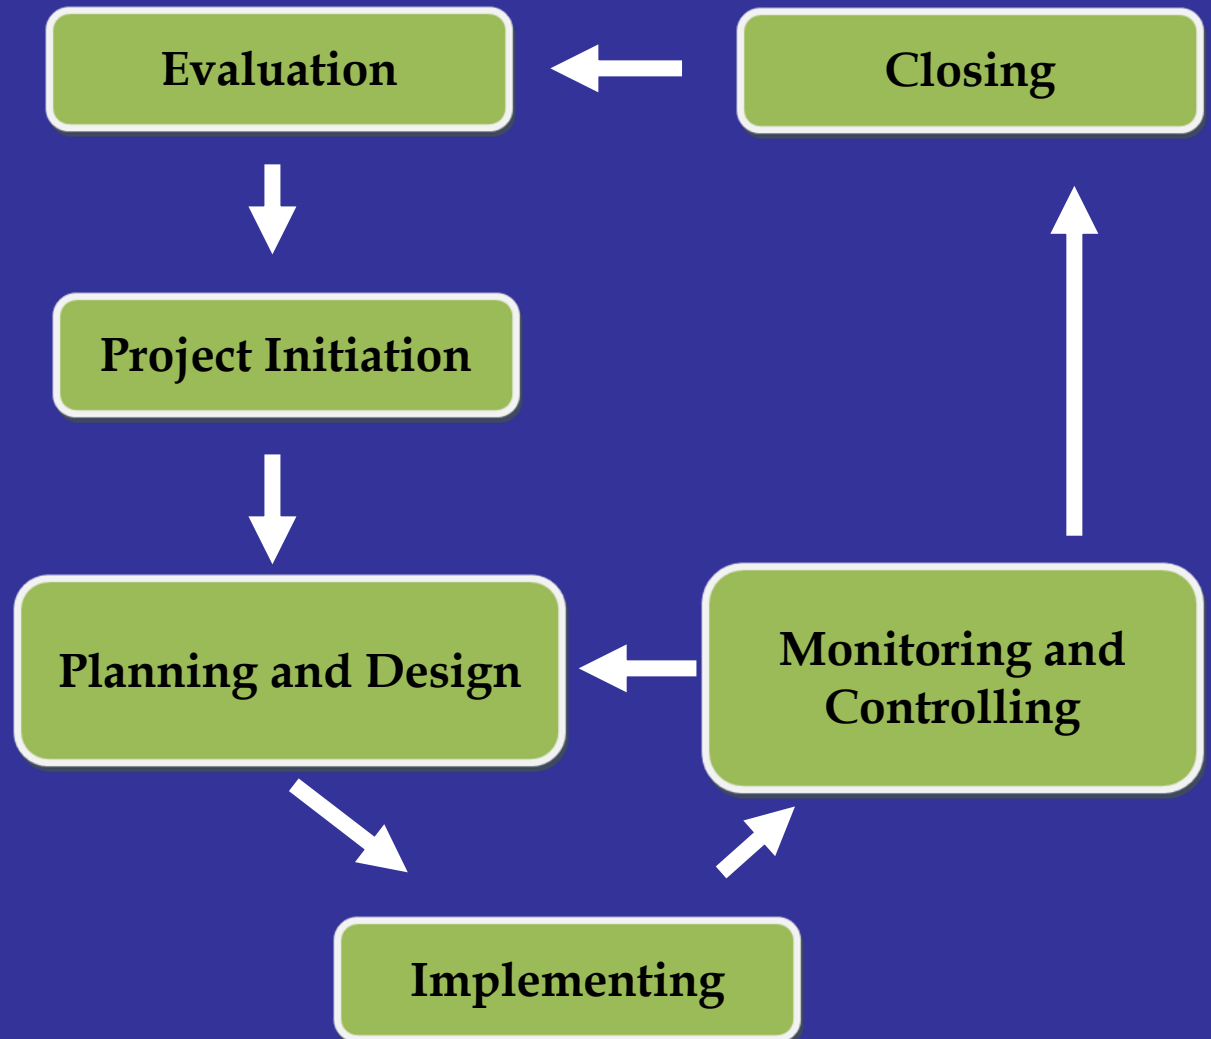 Evaluation
Closing
Project Initiation
Planning and Design
Monitoring and
Controlling
Implementing